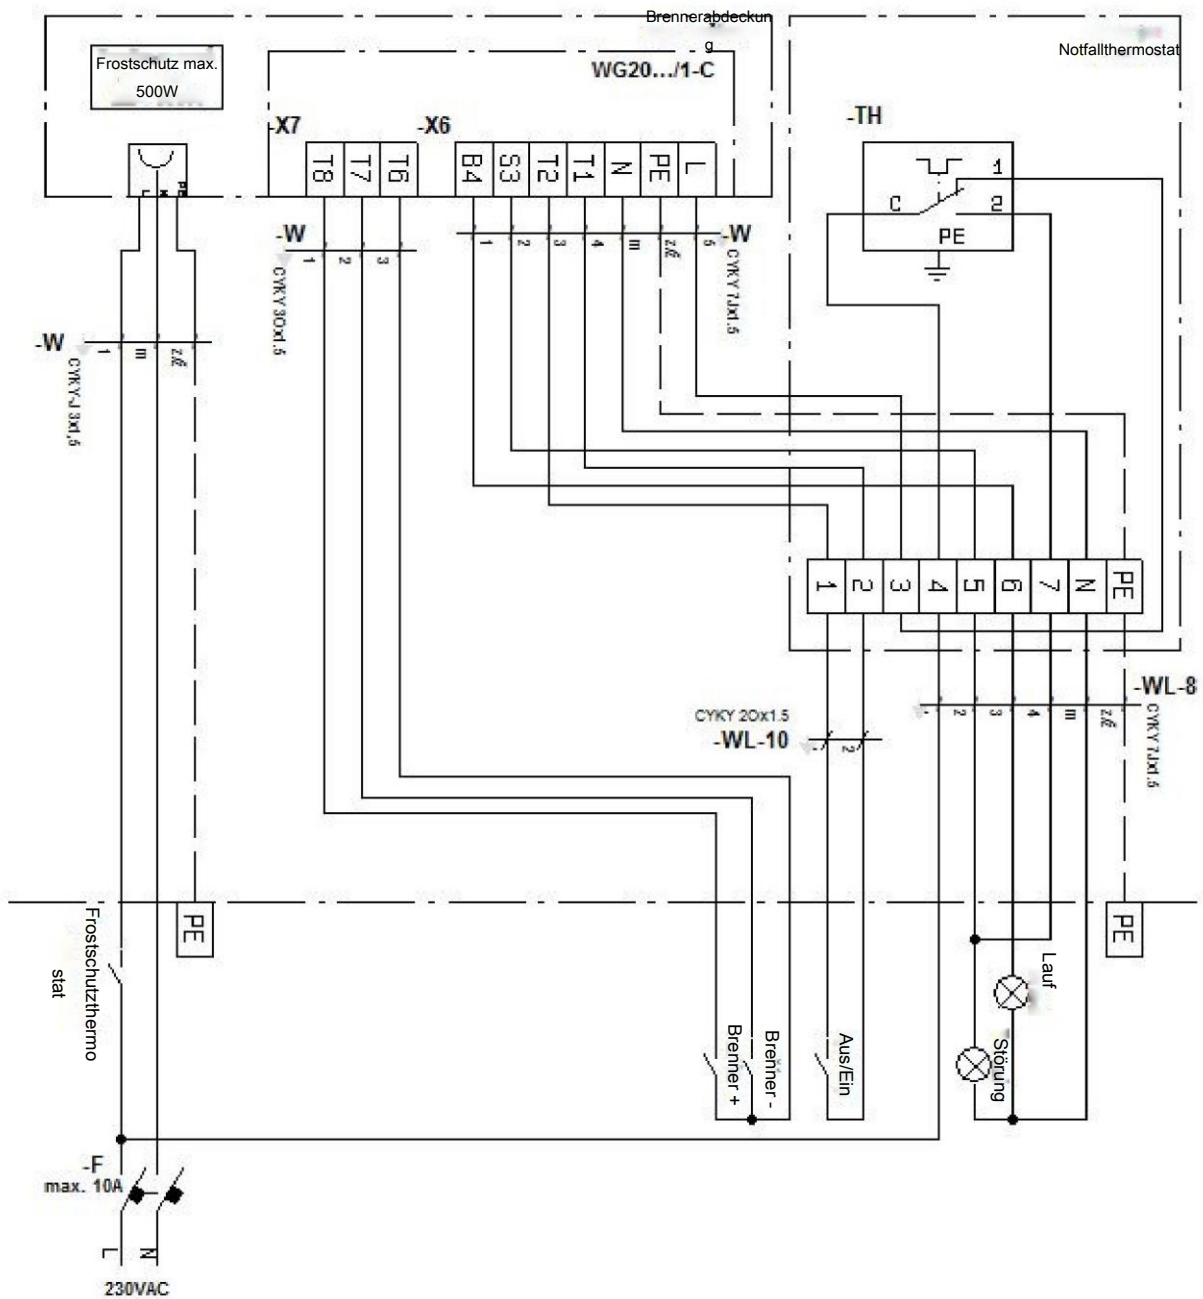 Brennerabdeckun
g
Notfallthermostat
Frostschutz max.
500W
WG20.../1-C
-X7
-X6
-TH
T8 T7 T6
B4 S3 T2 T1 N PE L
L N PE
C
1
2
PE
-W
1 2 3
CYKY 3Ox1.5
1 2 3 4 m z/ž 5
-W
CYKY 7Jx1.5
-W
1 m z/ž
CYKY-J 3x1,5
1 2 3 4 5 6 7 N PE
CYKY 2Ox1.5
-WL-10
1 2
-WL-8
1 2 3 4 m z/ž
CYKY 7Jx1.5
PE
PE
Frostschutzthermo
stat
Brenner +
Brenner -
Aus/Ein
Lauf
Störung
-F
max. 10A
L N
230VAC